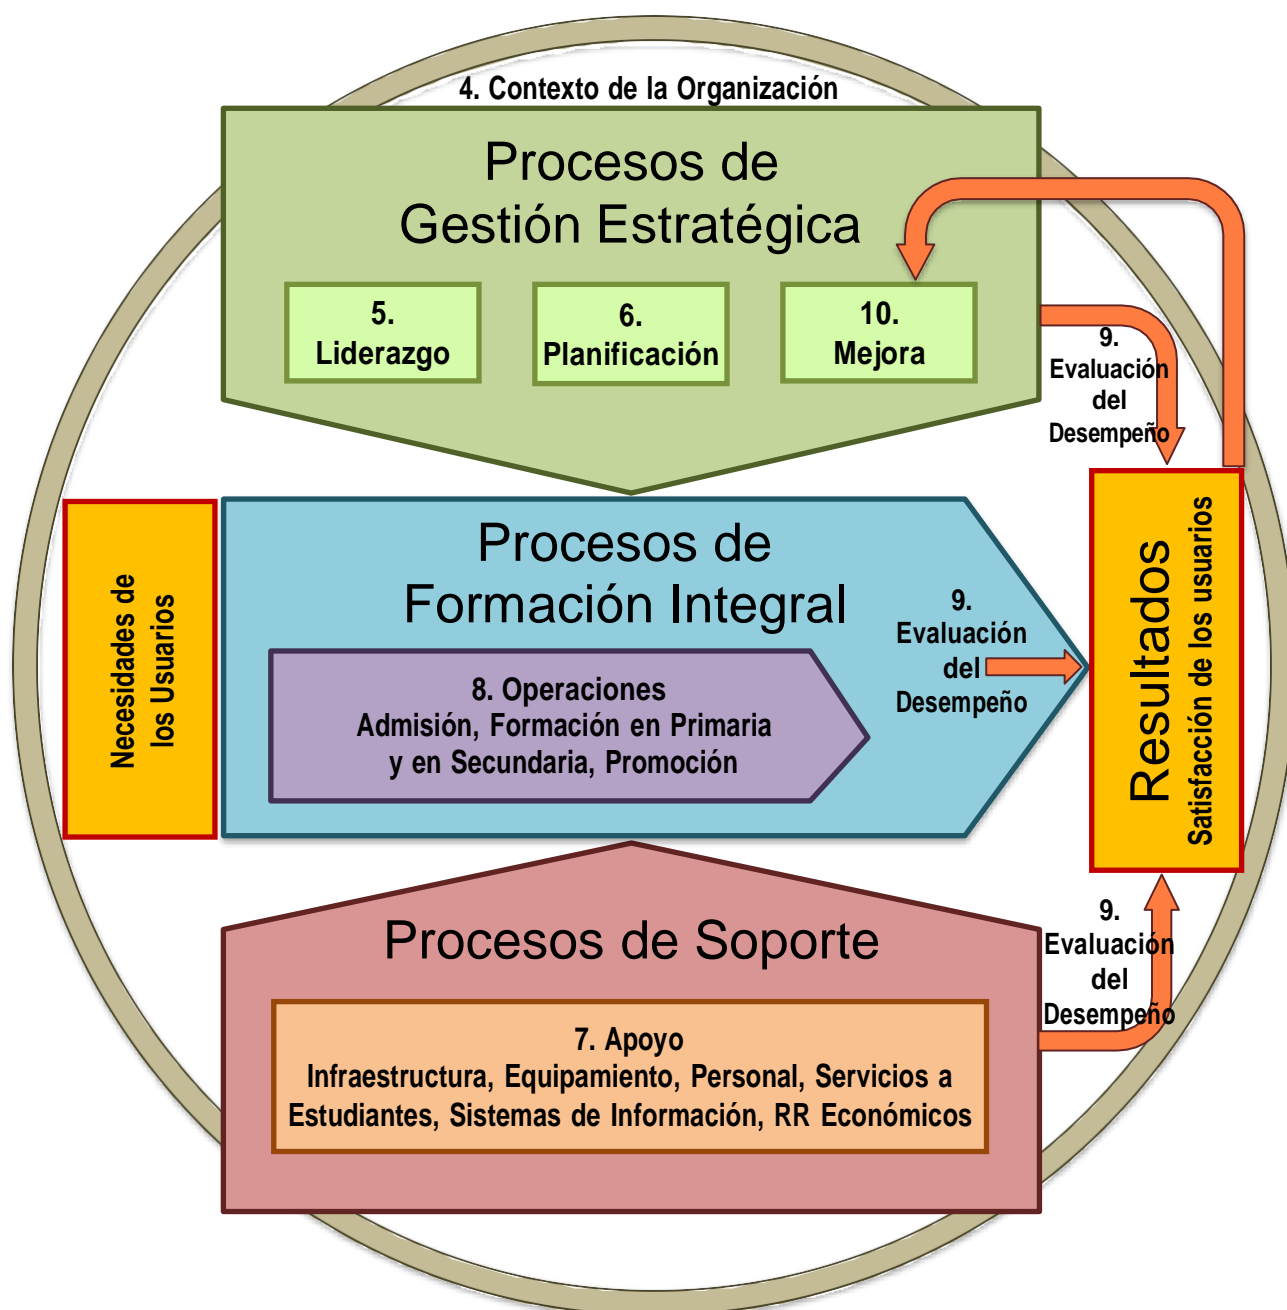 4. Contexto de la Organización
Procesos de
Gestión Estratégica
5.
Liderazgo
6.
Planificación
10.
Mejora
9.
Evaluación
del
Desempeño
Necesidades de
los Usuarios
Procesos de
Formación Integral
8. Operaciones
Admisión, Formación en Primaria
y en Secundaria, Promoción
9.
Evaluación
del
Desempeño
Resultados
Satisfacción de los usuarios
Procesos de Soporte
7. Apoyo
Infraestructura, Equipamiento, Personal, Servicios a
Estudiantes, Sistemas de Información, RR Económicos
9.
Evaluación
del
Desempeño